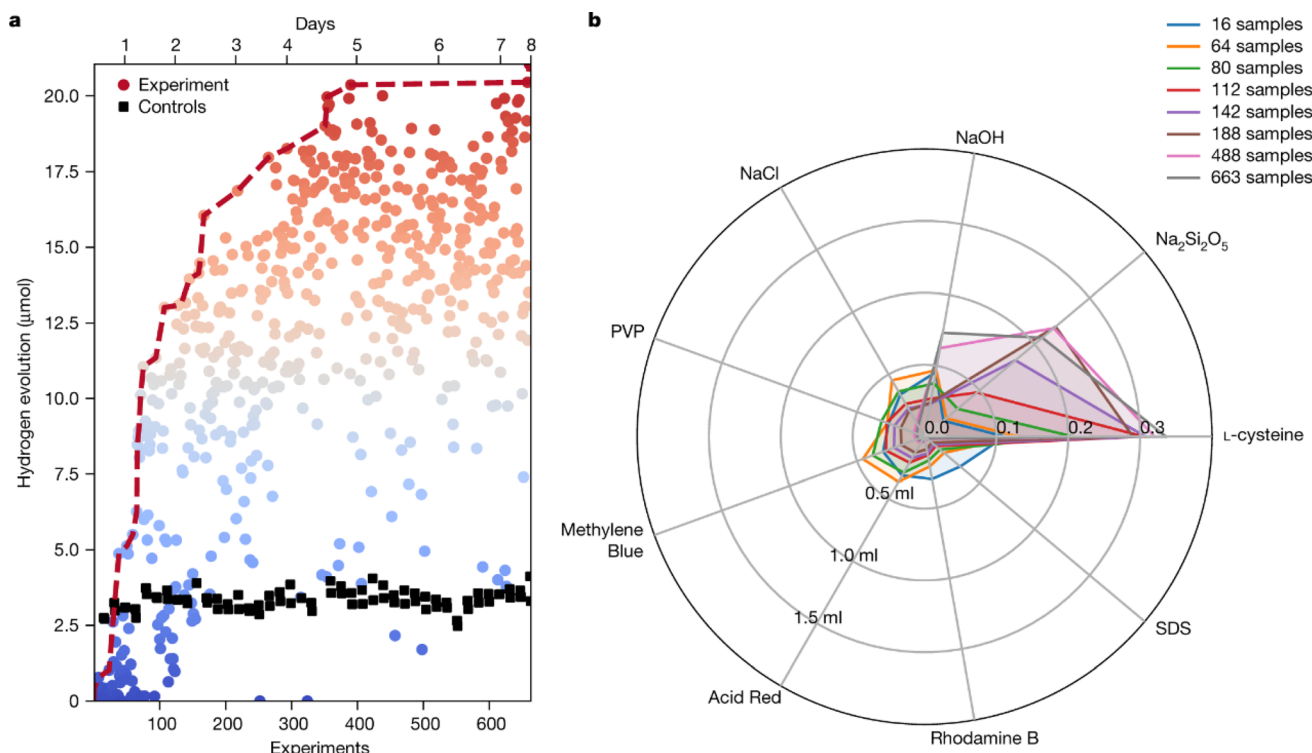 a
Days
1 2 3 4 5 6 7 8
Experiment
Controls
20.0
17.5
15.0
12.5
10.0
7.5
5.0
2.5
0
Hydrogen evolution (μmol)
100 200 300 400 500 600
Experiments
b
16 samples
64 samples
80 samples
112 samples
142 samples
188 samples
488 samples
663 samples
NaOH
NaCl
Na₂Si₂O₅
PVP
0.0 0.1 0.2 0.3
L-cysteine
0.5 ml
Methylene
Blue
1.0 ml
1.5 ml
SDS
Acid Red
Rhodamine B